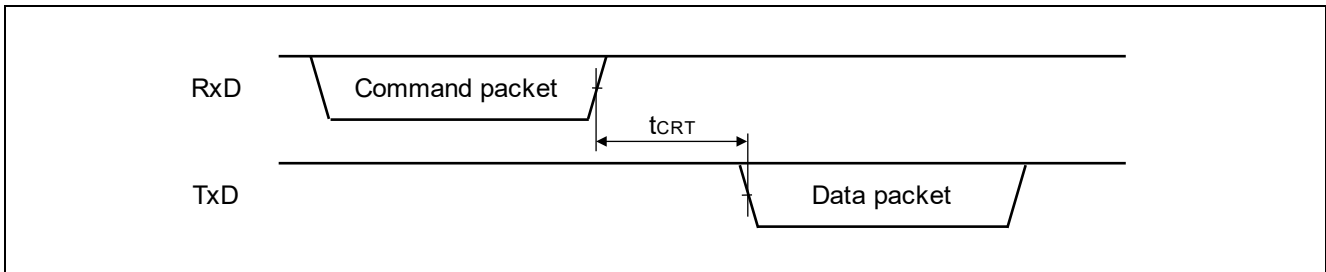 RxD
Command packet
tCRT
TxD
Data packet